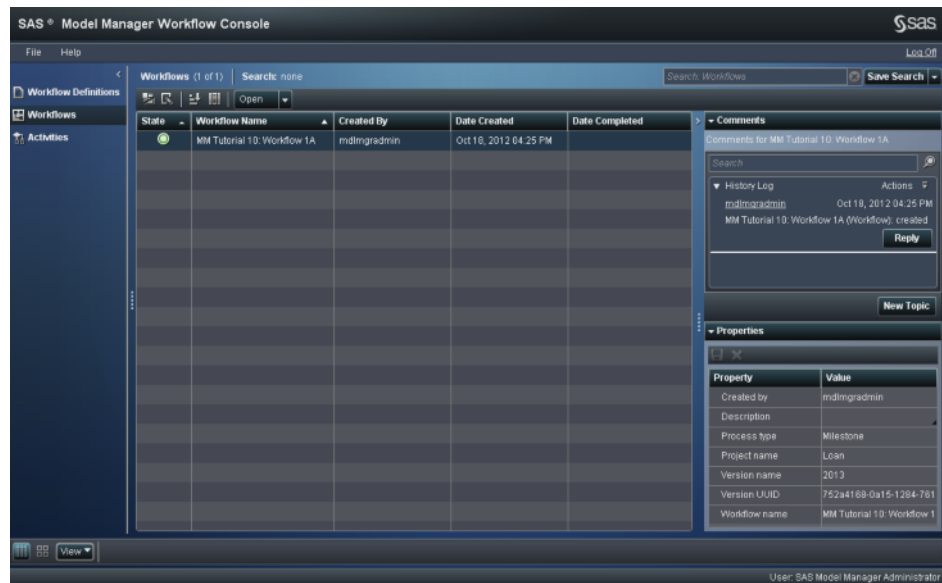 SAS ® Model Manager Workflow Console
sas
File Help
Log Off
Workflow Definitions
Workflows
Activities
Workflows (1 of 1) Search: none
Search Workflows
Save Search
Open
State Workflow Name Created By Date Created Date Completed
MM Tutorial 10: Workflow 1A mdlmgradmin Oct 18, 2012 04:25 PM
Comments
Comments for MM Tutorial 10: Workflow 1A
Search
History Log Actions
mdlmgradmin Oct 18, 2012 04:25 PM
MM Tutorial 10: Workflow 1A (Workflow): created
Reply
New Topic
Properties
Property Value
Created by mdlmgradmin
Description
Process type Milestone
Project name Loan
Version name 2013
Version UUID 752a4168-0a15-1284-761
Workflow name MM Tutorial 10: Workflow 1
View
User: SAS Model Manager Administrator